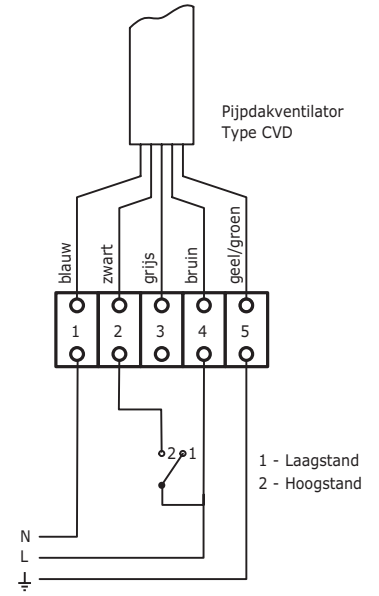 Pijpdakventilator
Type CVD
blauw
zwart
grijs
bruin
geel/groen
1 2 3 4 5
2 1
1 - Laagstand
2 - Hoogstand
N
L